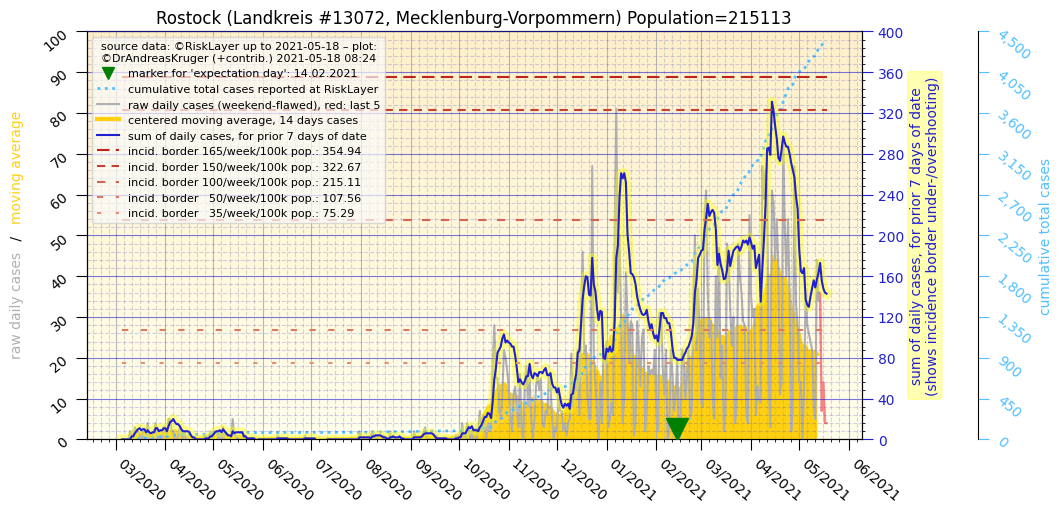 Rostock (Landkreis #13072, Mecklenburg-Vorpommern) Population=215113
source data: ©RiskLayer up to 2021-05-18 – plot:
©DrAndreasKruger (+contrib.) 2021-05-18 08:24
marker for 'expectation day': 14.02.2021
cumulative total cases reported at RiskLayer
raw daily cases (weekend-flawed), red: last 5
centered moving average, 14 days cases
sum of daily cases, for prior 7 days of date
incid. border 165/week/100k pop.: 354.94
incid. border 150/week/100k pop.: 322.67
incid. border 100/week/100k pop.: 215.11
incid. border   50/week/100k pop.: 107.56
incid. border   35/week/100k pop.: 75.29
raw daily cases   /   moving average
100
90
80
70
60
50
40
30
20
10
0
03/2020
04/2020
05/2020
06/2020
07/2020
08/2020
09/2020
10/2020
11/2020
12/2020
01/2021
02/2021
03/2021
04/2021
05/2021
06/2021
400
360
320
280
240
200
160
120
80
40
0
sum of daily cases, for prior 7 days of date
(shows incidence border under-/overshooting)
4,500
4,050
3,600
3,150
2,700
2,250
1,800
1,350
900
450
0
cumulative total cases